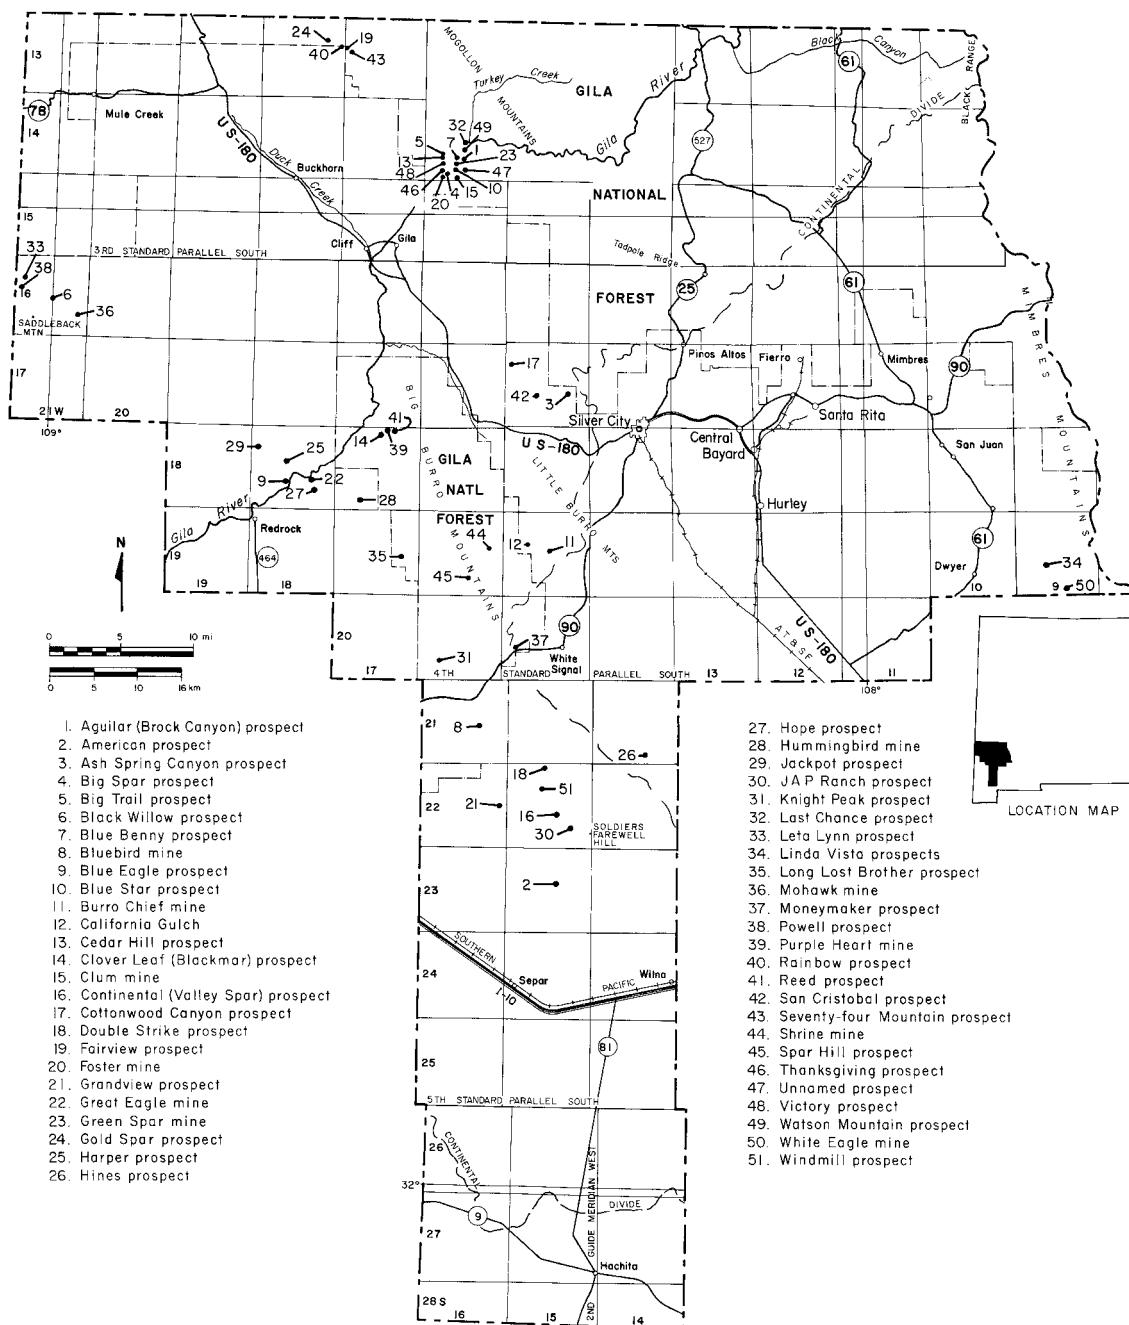 24
19
40
43
13
MOGOLLON
MOUNTAINS
Turkey Creek
GILA
River
Black Canyon
61
BLACK RANGE
DIVIDE
78
Mule Creek
14
US-180
Duck Creek
Buckhorn
32
49
5
7
1
13
23
48
47
46
10
20
4
15
Gila
527
NATIONAL
CONTINENTAL
15
Cliff
Gila
3RD STANDARD PARALLEL SOUTH
Tadpole Ridge
33
38
16
6
36
SADDLEBACK MTN
25
61
FOREST
MIMBRES MOUNTAINS
17
17
Pinos Altos
Fierro
Mimbres
90
42
3
21 W
20
109°
Silver City
Santa Rita
41
14
39
BIG BURRO MOUNTAINS
US-180
Central
Bayard
San Juan
18
29
25
GILA
NATL
FOREST
LITTLE BURRO MTS
9
22
27
28
Hurley
Gila River
Redrock
44
12
11
61
N
19
464
35
45
Dwyer
34
19
18
10
9
50
0 5 10 mi
0 5 10 16 km
20
90
37
31
White Signal
US-180
AT&SF
17
4TH STANDARD PARALLEL SOUTH
13
12
11
108°
21
8
26
18
51
22
21
16
30
SOLDIERS FAREWELL HILL
LOCATION MAP
23
2
SOUTHERN PACIFIC
24
Separ
Wilna
I-10
25
81
5TH STANDARD PARALLEL SOUTH
26
CONTINENTAL
DIVIDE
32°
9
2ND GUIDE MERIDIAN WEST
27
Hachita
28 S
16
15
14
1. Aguilar (Brock Canyon) prospect
2. American prospect
3. Ash Spring Canyon prospect
4. Big Spar prospect
5. Big Trail prospect
6. Black Willow prospect
7. Blue Benny prospect
8. Bluebird mine
9. Blue Eagle prospect
10. Blue Star prospect
11. Burro Chief mine
12. California Gulch
13. Cedar Hill prospect
14. Clover Leaf (Blackmar) prospect
15. Clum mine
16. Continental (Valley Spar) prospect
17. Cottonwood Canyon prospect
18. Double Strike prospect
19. Fairview prospect
20. Foster mine
21. Grandview prospect
22. Great Eagle mine
23. Green Spar mine
24. Gold Spar prospect
25. Harper prospect
26. Hines prospect
27. Hope prospect
28. Hummingbird mine
29. Jackpot prospect
30. JAP Ranch prospect
31. Knight Peak prospect
32. Last Chance prospect
33. Leta Lynn prospect
34. Linda Vista prospects
35. Long Lost Brother prospect
36. Mohawk mine
37. Moneymaker prospect
38. Powell prospect
39. Purple Heart mine
40. Rainbow prospect
41. Reed prospect
42. San Cristobal prospect
43. Seventy-four Mountain prospect
44. Shrine mine
45. Spar Hill prospect
46. Thanksgiving prospect
47. Unnamed prospect
48. Victory prospect
49. Watson Mountain prospect
50. White Eagle mine
51. Windmill prospect